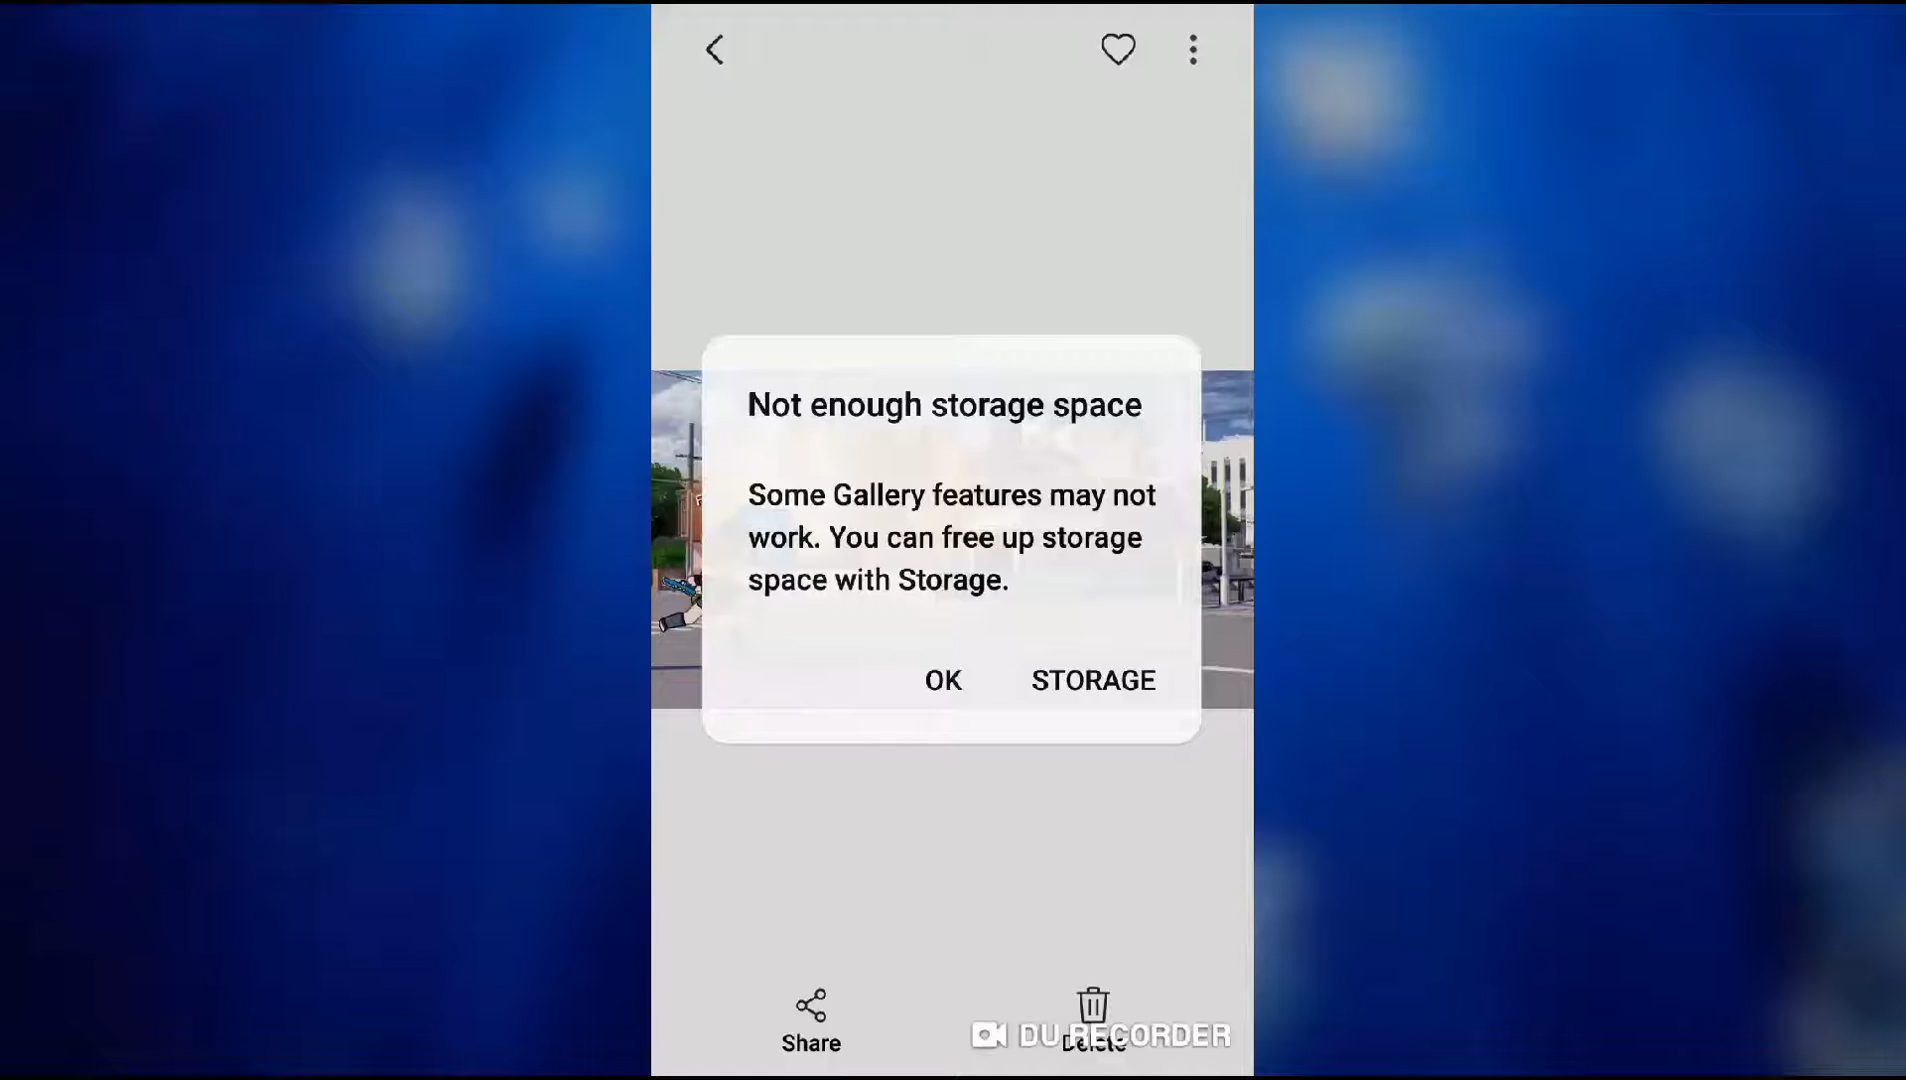 Not enough storage space
Some Gallery features may not
work. You can free up storage
space with Storage.
OK STORAGE
Share
Delete
DU RECORDER